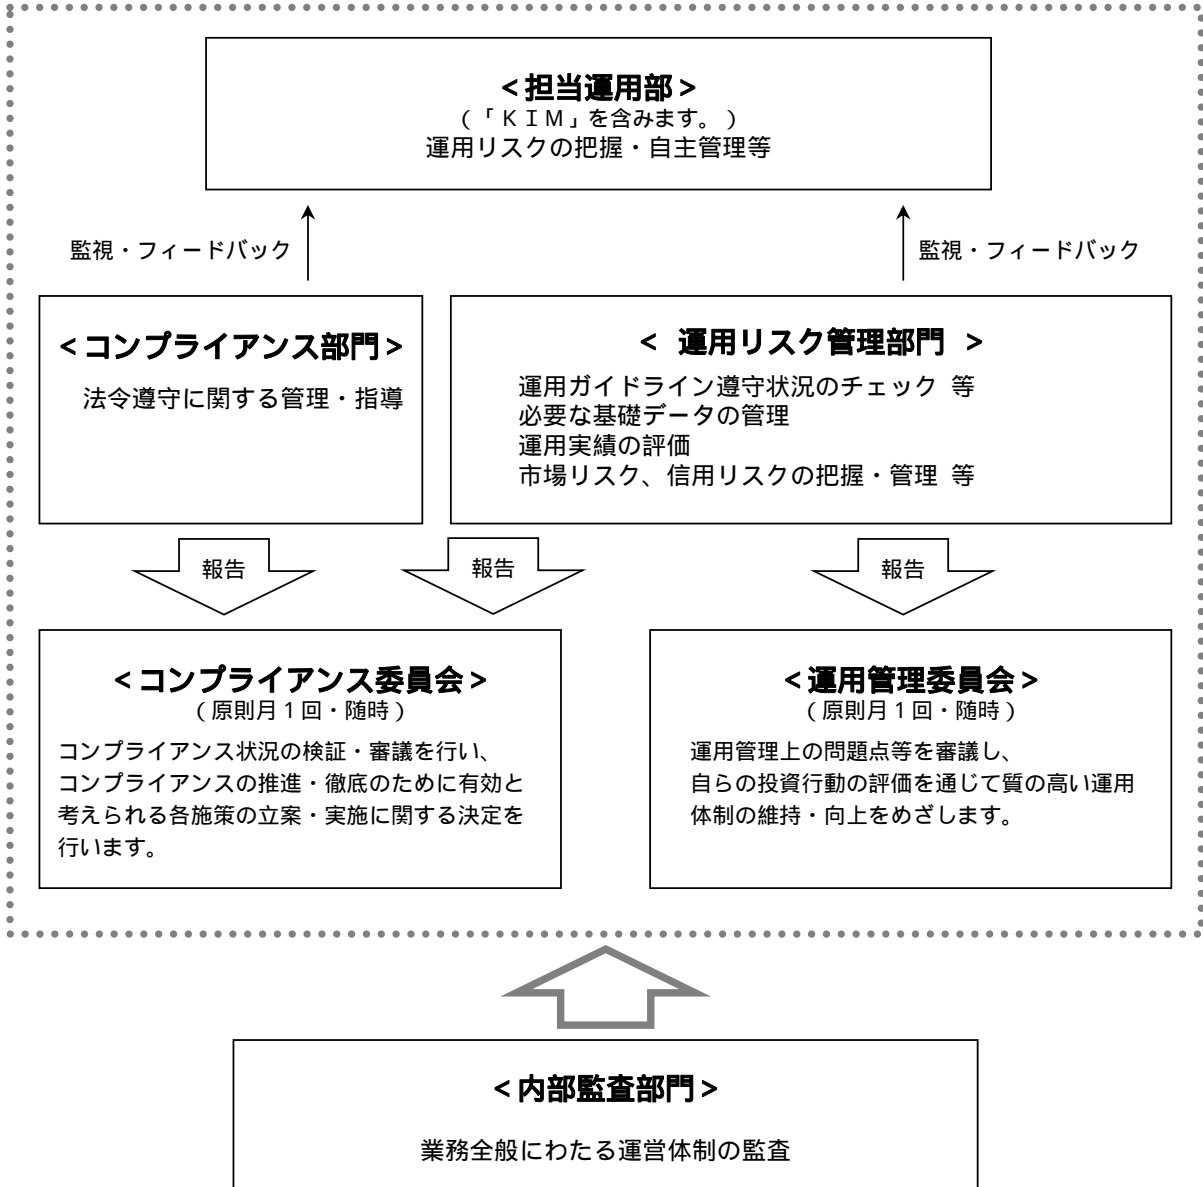 ＜担当運用部＞
（「ＫＩＭ」を含みます。）
運用リスクの把握・自主管理等
監視・フィードバック
監視・フィードバック
＜コンプライアンス部門＞
法令遵守に関する管理・指導
＜ 運用リスク管理部門 ＞
運用ガイドライン遵守状況のチェック 等
必要な基礎データの管理
運用実績の評価
市場リスク、信用リスクの把握・管理 等
報告
報告
報告
＜コンプライアンス委員会＞
（原則月１回・随時）
コンプライアンス状況の検証・審議を行い、
コンプライアンスの推進・徹底のために有効と
考えられる各施策の立案・実施に関する決定を
行います。
＜運用管理委員会＞
（原則月１回・随時）
運用管理上の問題点等を審議し、
自らの投資行動の評価を通じて質の高い運用
体制の維持・向上をめざします。
＜内部監査部門＞
業務全般にわたる運営体制の監査